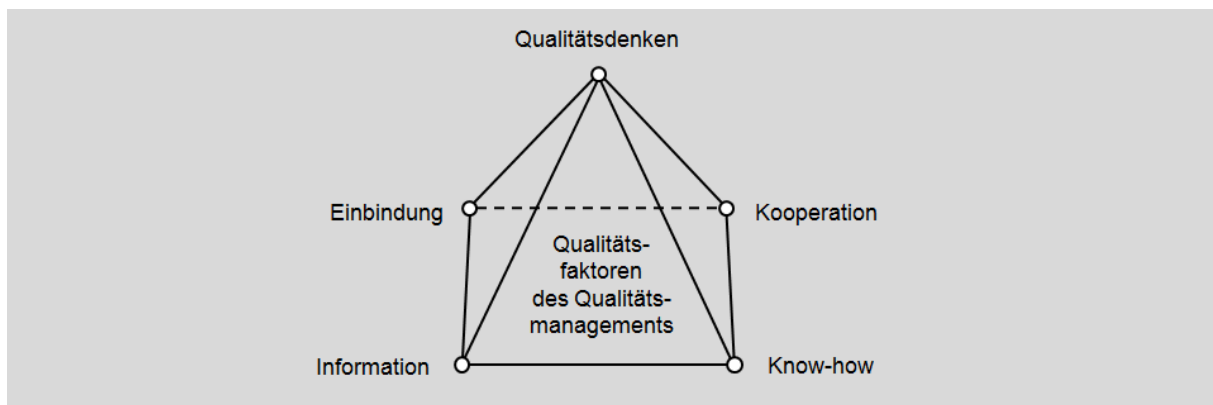 Qualitätsdenken
Einbindung
Kooperation
Qualitäts-
faktoren
des Qualitäts-
managements
Information
Know-how